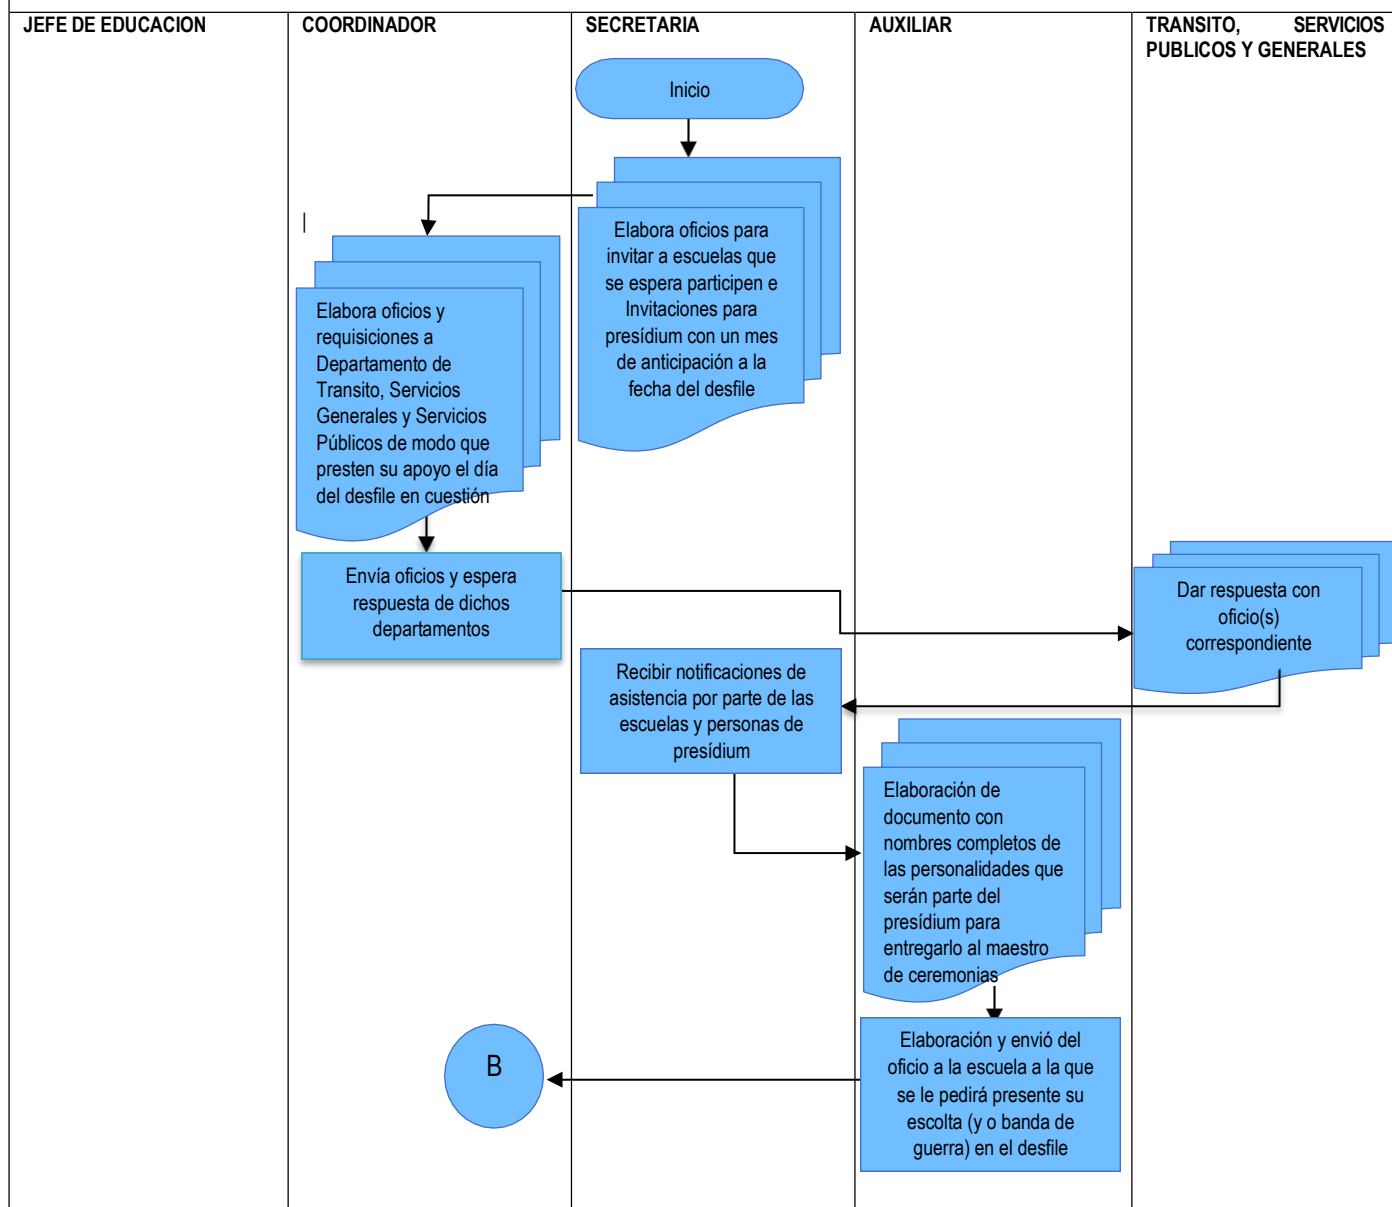 JEFE DE EDUCACION
COORDINADOR
SECRETARIA
AUXILIAR
TRANSITO, SERVICIOS
PUBLICOS Y GENERALES
Inicio
Elabora oficios para
invitar a escuelas que
se espera participen e
Invitaciones para
presídium con un mes
de anticipación a la
fecha del desfile
Elabora oficios y
requisiciones a
Departamento de
Transito, Servicios
Generales y Servicios
Públicos de modo que
presten su apoyo el día
del desfile en cuestión
Envía oficios y espera
respuesta de dichos
departamentos
Dar respuesta con
oficio(s)
correspondiente
Recibir notificaciones de
asistencia por parte de las
escuelas y personas de
presídium
Elaboración de
documento con
nombres completos de
las personalidades que
serán parte del
presídium para
entregarlo al maestro
de ceremonias
Elaboración y envió del
oficio a la escuela a la que
se le pedirá presente su
escolta (y o banda de
guerra) en el desfile
B